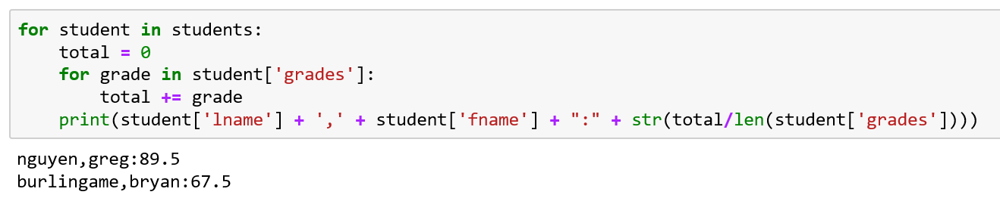 for student in students:
    total = 0
    for grade in student['grades']:
        total += grade
    print(student['lname'] + ',' + student['fname'] + ":" + str(total/len(student['grades'])))
nguyen,greg:89.5
burlingame,bryan:67.5